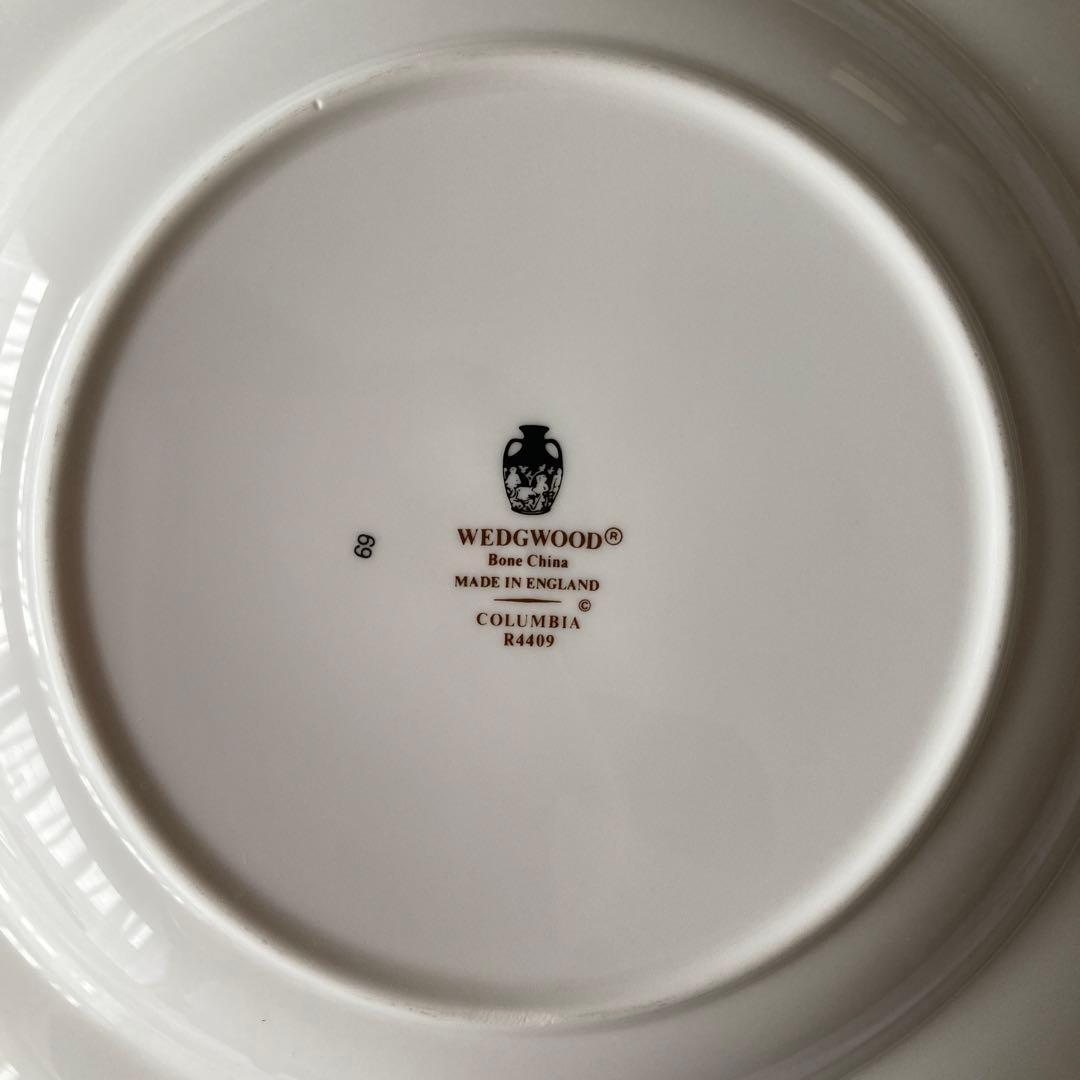 WEDGWOOD®
Bone China
MADE IN ENGLAND
©
COLUMBIA
R4409
69